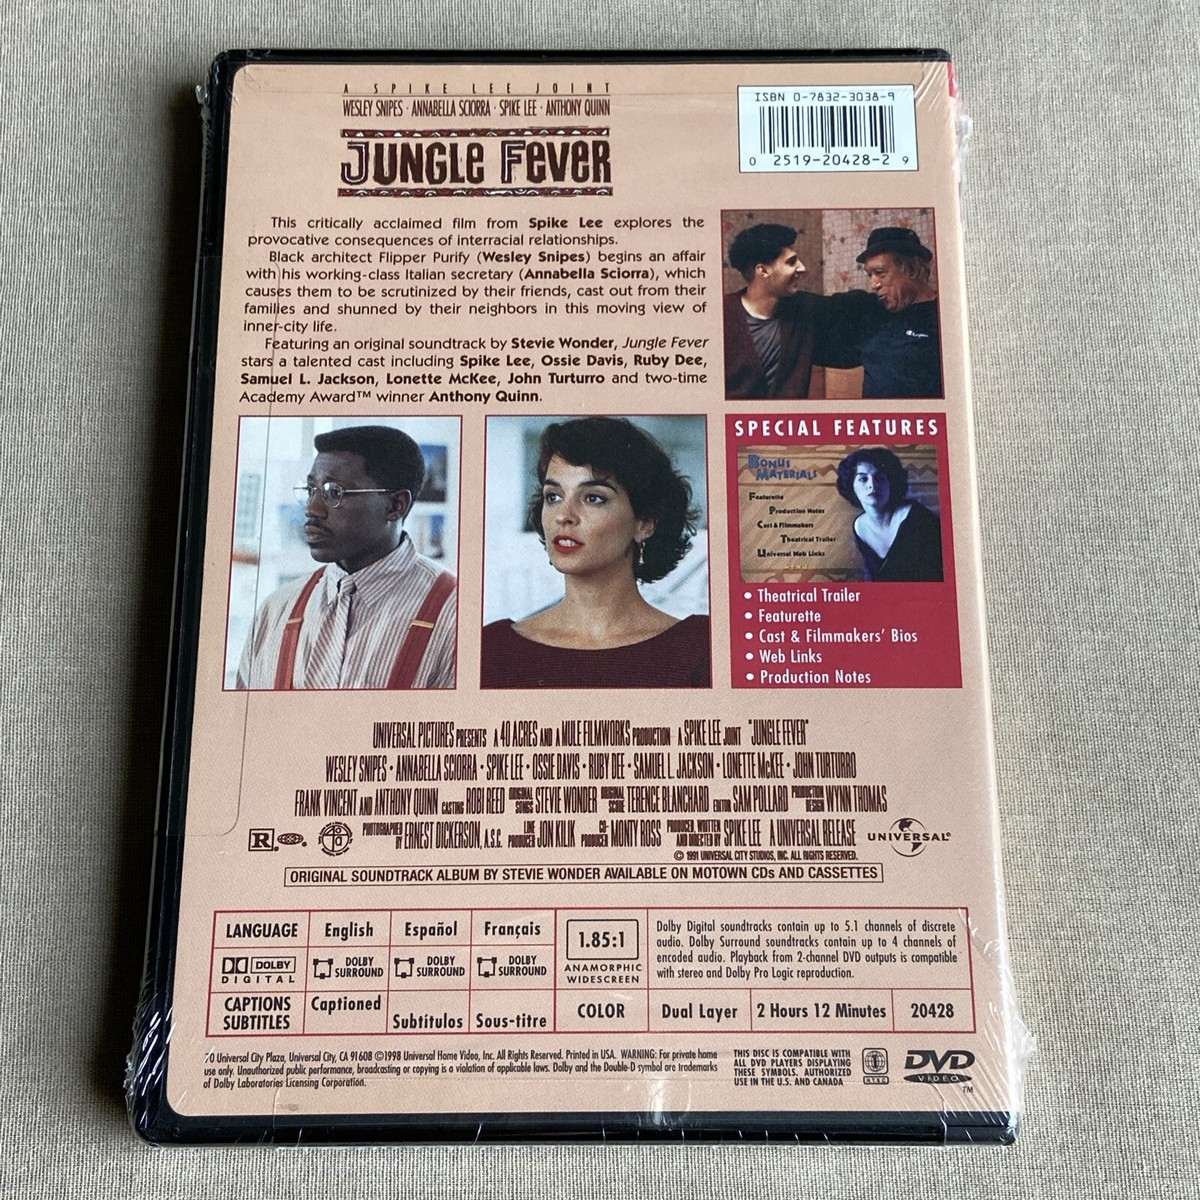 A SPIKE LEE JOINT
WESLEY SNIPES · ANNABELLA SCIORRA · SPIKE LEE · ANTHONY QUINN
JUNGLE FEVER
ISBN 0-7832-3038-9
0 2519-20428-2 9
This critically acclaimed film from Spike Lee explores the
provocative consequences of interracial relationships.
Black architect Flipper Purify (Wesley Snipes) begins an affair
with his working-class Italian secretary (Annabella Sciorra), which
causes them to be scrutinized by their friends, cast out from their
families and shunned by their neighbors in this moving view of
inner-city life.
Featuring an original soundtrack by Stevie Wonder, Jungle Fever
stars a talented cast including Spike Lee, Ossie Davis, Ruby Dee,
Samuel L. Jackson, Lonette McKee, John Turturro and two-time
Academy Award™ winner Anthony Quinn.
Champion
SPECIAL FEATURES
BONUS
MATERIALS
Featurette
Production Notes
Cast & Filmmakers
Theatrical Trailer
Universal Web Links
MENU
• Theatrical Trailer
• Featurette
• Cast & Filmmakers' Bios
• Web Links
• Production Notes
UNIVERSAL PICTURES PRESENTS A 40 ACRES AND A MULE FILMWORKS PRODUCTION A SPIKE LEE JOINT "JUNGLE FEVER"
WESLEY SNIPES · ANNABELLA SCIORRA · SPIKE LEE · OSSIE DAVIS · RUBY DEE · SAMUEL L. JACKSON · LONETTE McKEE · JOHN TURTURRO
FRANK VINCENT AND ANTHONY QUINN CASTING ROBI REED ORIGINAL SONGS STEVIE WONDER ORIGINAL SCORE TERENCE BLANCHARD EDITOR SAM POLLARD PRODUCTION DESIGN WYNN THOMAS
R PHOTOGRAPHED BY ERNEST DICKERSON, A.S.C. LINE PRODUCER JON KILIK CO-PRODUCER MONTY ROSS PRODUCED, WRITTEN AND DIRECTED BY SPIKE LEE A UNIVERSAL RELEASE UNIVERSAL
© 1991 UNIVERSAL CITY STUDIOS, INC. ALL RIGHTS RESERVED.
ORIGINAL SOUNDTRACK ALBUM BY STEVIE WONDER AVAILABLE ON MOTOWN CDs AND CASSETTES
LANGUAGE English Español Français
DOLBY DIGITAL DOLBY SURROUND DOLBY SURROUND DOLBY SURROUND
CAPTIONS SUBTITLES Captioned Subtítulos Sous-titre
1.85:1
ANAMORPHIC
WIDESCREEN
Dolby Digital soundtracks contain up to 5.1 channels of discrete
audio. Dolby Surround soundtracks contain up to 4 channels of
encoded audio. Playback from 2-channel DVD outputs is compatible
with stereo and Dolby Pro Logic reproduction.
COLOR Dual Layer 2 Hours 12 Minutes 20428
70 Universal City Plaza, Universal City, CA 91608 ©1998 Universal Home Video, Inc. All Rights Reserved. Printed in USA. WARNING: For private home
use only. Unauthorized public performance, broadcasting or copying is a violation of applicable laws. Dolby and the Double-D symbol are trademarks
of Dolby Laboratories Licensing Corporation.
THIS DISC IS COMPATIBLE WITH
ALL DVD PLAYERS DISPLAYING
THESE SYMBOLS. AUTHORIZED
USE IN THE U.S. AND CANADA
1
NTSC
DVD
VIDEO
TM